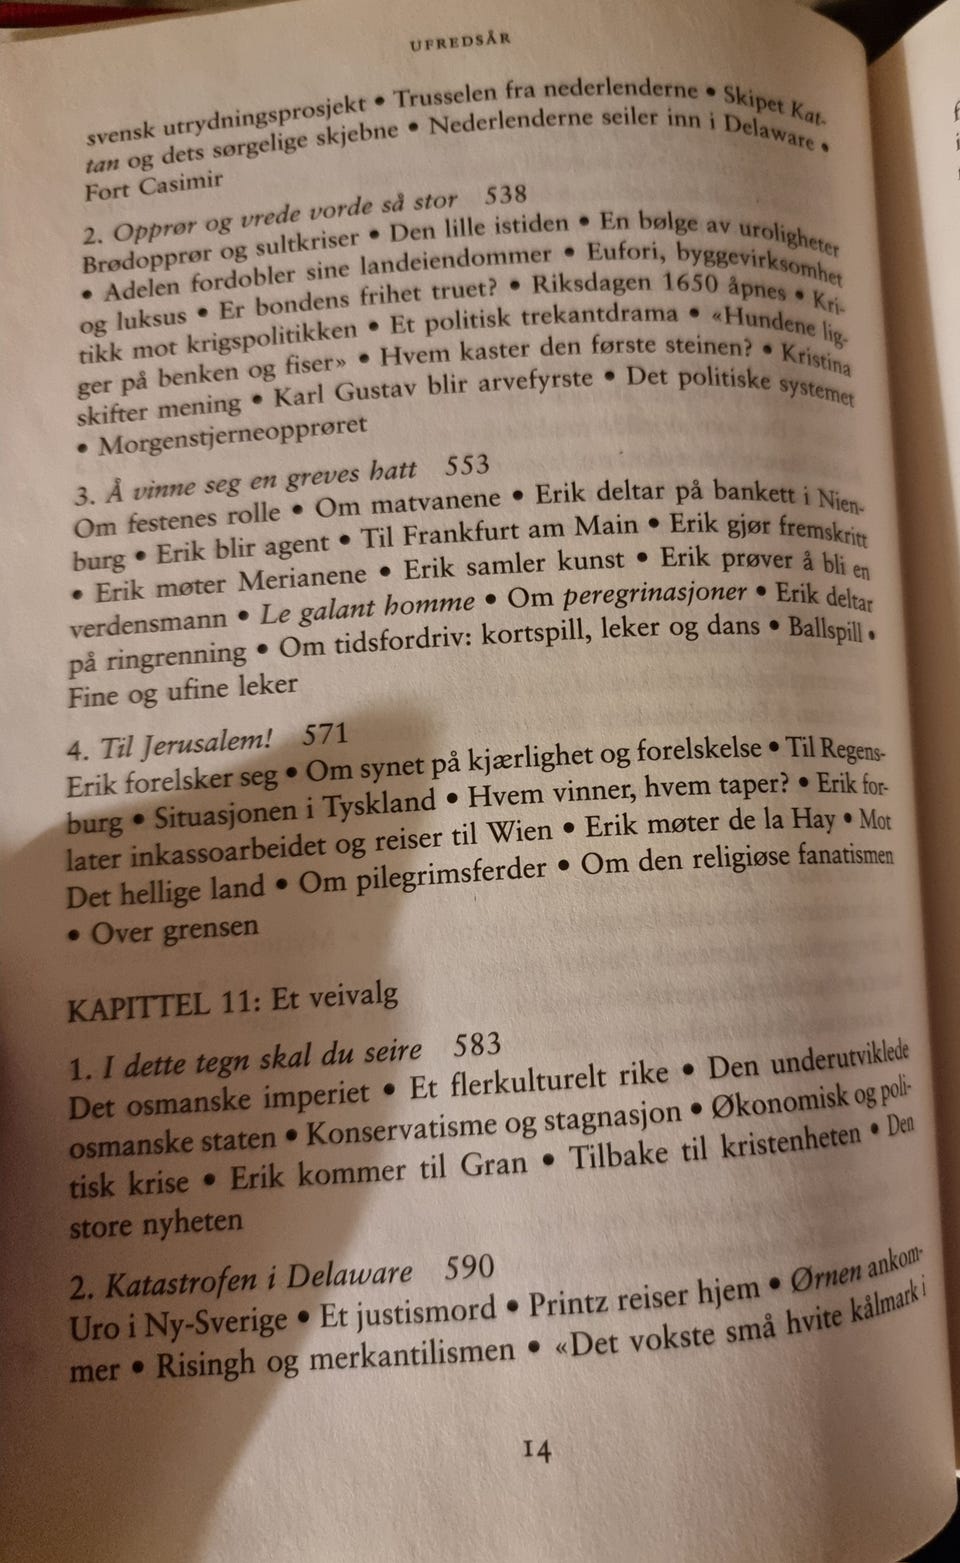 UFREDSÅR
svensk utrydningsprosjekt • Trusselen fra nederlenderne • Skipet Kat-
tan og dets sørgelige skjebne • Nederlenderne seiler inn i Delaware •
Fort Casimir
2. Opprør og vrede vorde så stor 538
Brødopprør og sultkriser • Den lille istiden • En bølge av uroligheter
• Adelen fordobler sine landeiendommer • Eufori, byggevirksomhet
og luksus • Er bondens frihet truet? • Riksdagen 1650 åpnes • Kri-
tikk mot krigspolitikken • Et politisk trekantdrama • «Hundene lig-
ger på benken og fiser» • Hvem kaster den første steinen? • Kristina
skifter mening • Karl Gustav blir arvefyrste • Det politiske systemet
• Morgenstjerneopprøret
3. Å vinne seg en greves hatt 553
Om festenes rolle • Om matvanene • Erik deltar på bankett i Nien-
burg • Erik blir agent • Til Frankfurt am Main • Erik gjør fremskritt
• Erik møter Merianene • Erik samler kunst • Erik prøver å bli en
verdensmann • Le galant homme • Om peregrinasjoner • Erik deltar
på ringrenning • Om tidsfordriv: kortspill, leker og dans • Ballspill •
Fine og ufine leker
4. Til Jerusalem! 571
Erik forelsker seg • Om synet på kjærlighet og forelskelse • Til Regens-
burg • Situasjonen i Tyskland • Hvem vinner, hvem taper? • Erik for-
later inkassoarbeidet og reiser til Wien • Erik møter de la Hay • Mot
Det hellige land • Om pilegrimsferder • Om den religiøse fanatismen
• Over grensen
KAPITTEL 11: Et veivalg
1. I dette tegn skal du seire 583
Det osmanske imperiet • Et flerkulturelt rike • Den underutviklede
osmanske staten • Konservatisme og stagnasjon • Økonomisk og poli-
tisk krise • Erik kommer til Gran • Tilbake til kristenheten • Den
store nyheten
2. Katastrofen i Delaware 590
Uro i Ny-Sverige • Et justismord • Printz reiser hjem • Ørnen ankom-
mer • Risingh og merkantilismen • «Det vokste små hvite kålmark i
14